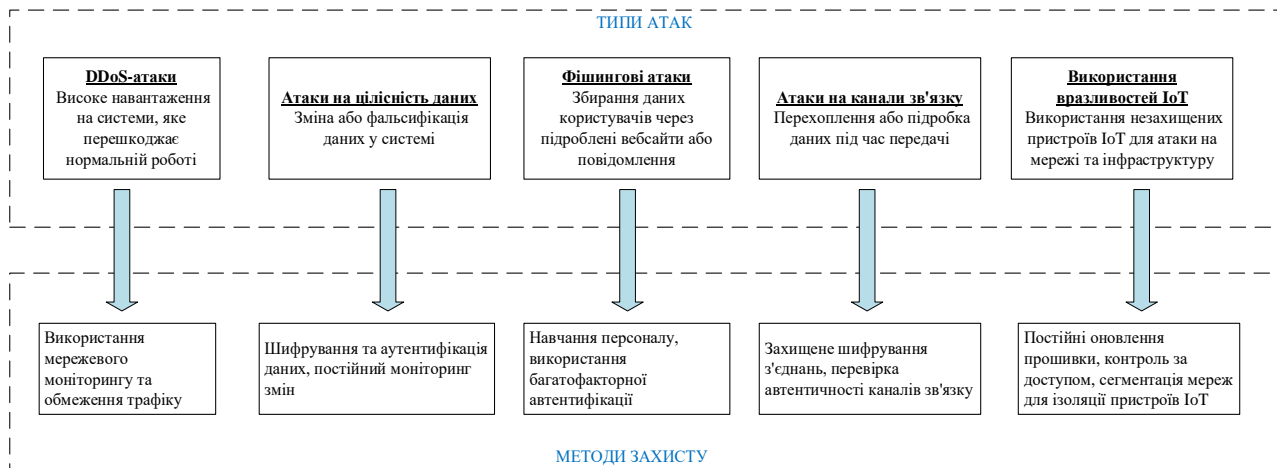 ТИПИ АТАК
DDoS-атаки
Високе навантаження
на системи, яке
перешкоджає
нормальній роботі
Атаки на цілісність даних
Зміна або фальсифікація
даних у системі
Фішингові атаки
Збирання даних
користувачів через
підроблені вебсайти або
повідомлення
Атаки на канали зв'язку
Перехоплення або підробка
даних під час передачі
Використання
вразливостей IoT
Використання незахищених
пристроїв IoT для атаки на
мережі та інфраструктуру
Використання
мережевого
моніторингу та
обмеження трафіку
Шифрування та аутентифікація
даних, постійний моніторинг
змін
Навчання персоналу,
використання
багатофакторної
автентифікації
Захищене шифрування
з'єднань, перевірка
автентичності каналів зв'язку
Постійні оновлення
прошивки, контроль за
доступом, сегментація мереж
для ізоляції пристроїв IoT
МЕТОДИ ЗАХИСТУ